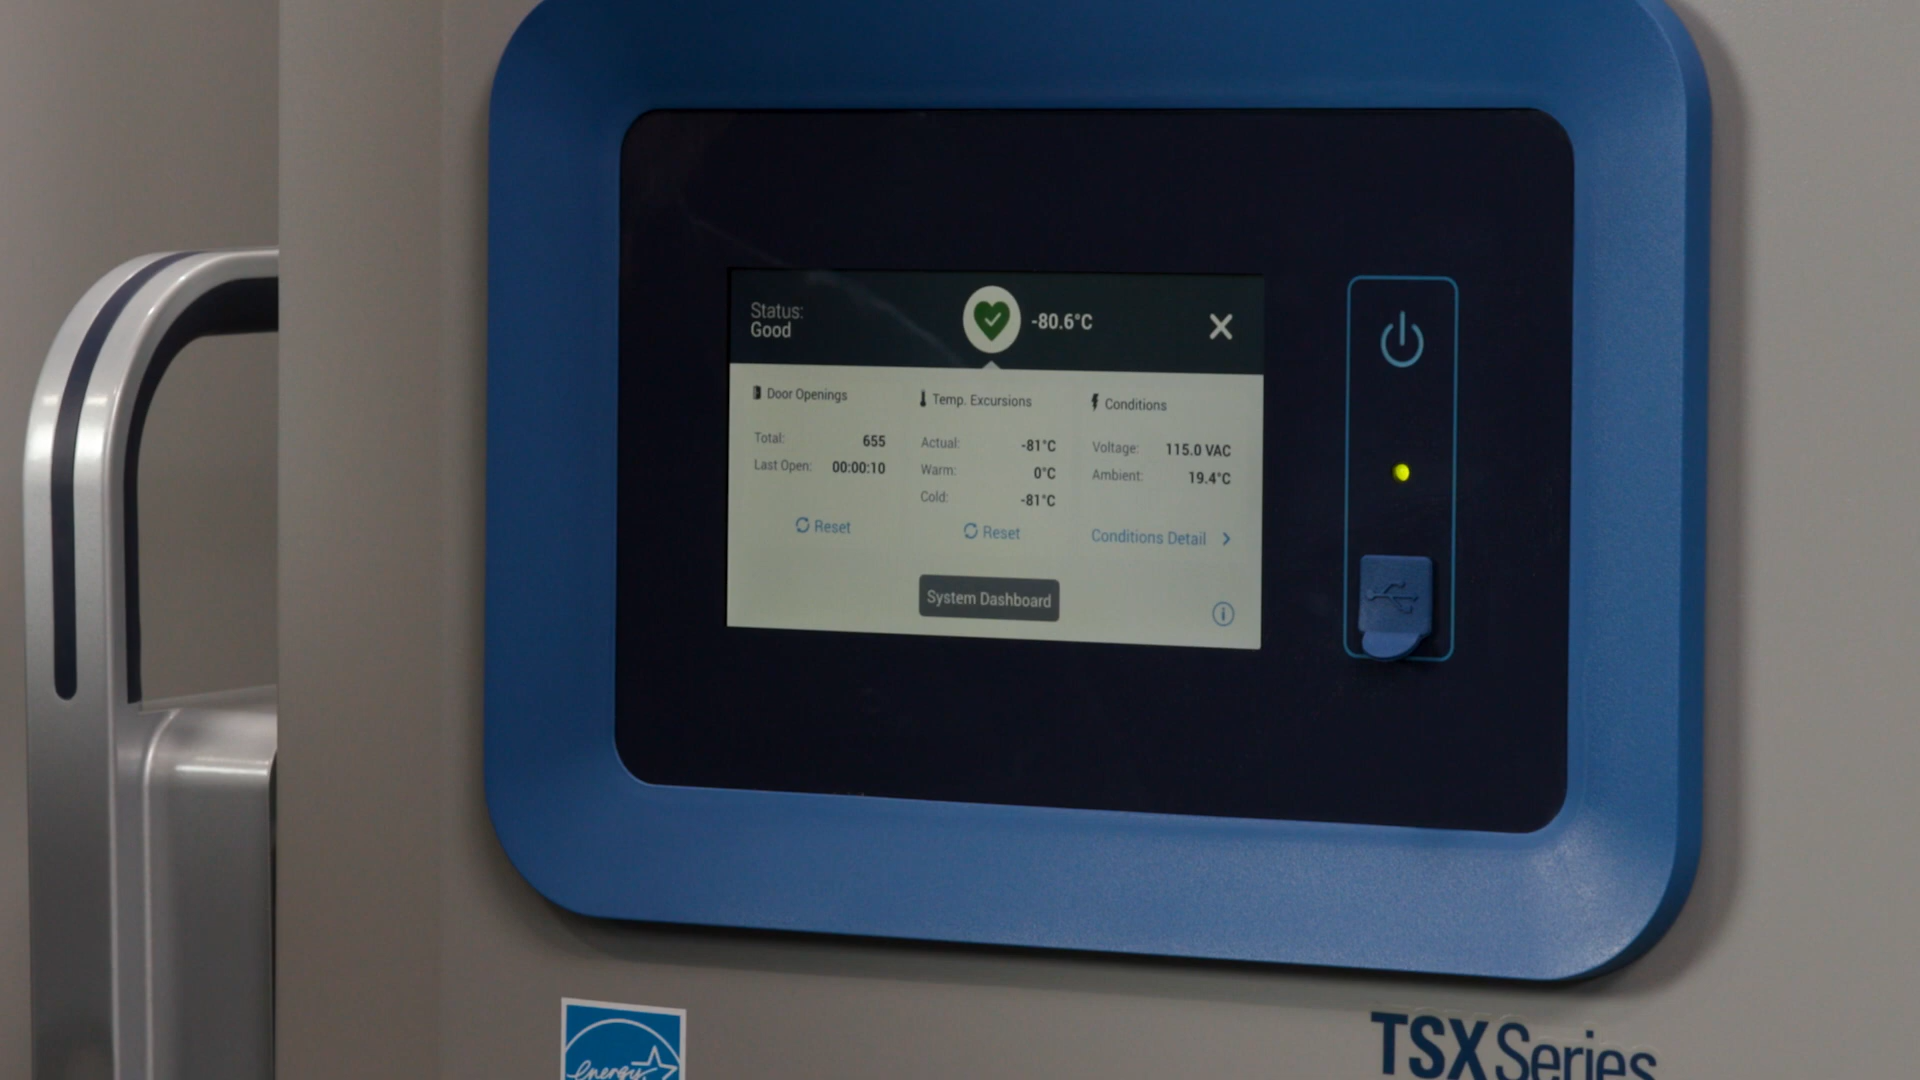 Status:
Good
-80.6°C
Door Openings
Total: 655
Last Open: 00:00:10
Reset
Temp. Excursions
Actual: -81°C
Warm: 0°C
Cold: -81°C
Reset
Conditions
Voltage: 115.0 VAC
Ambient: 19.4°C
Conditions Detail
System Dashboard
energy
TSX Series